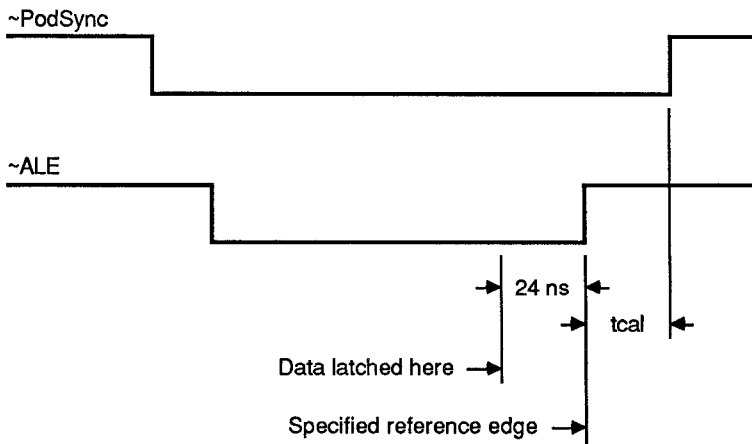 ~PodSync
~ALE
24 ns
tcal
Data latched here
Specified reference edge